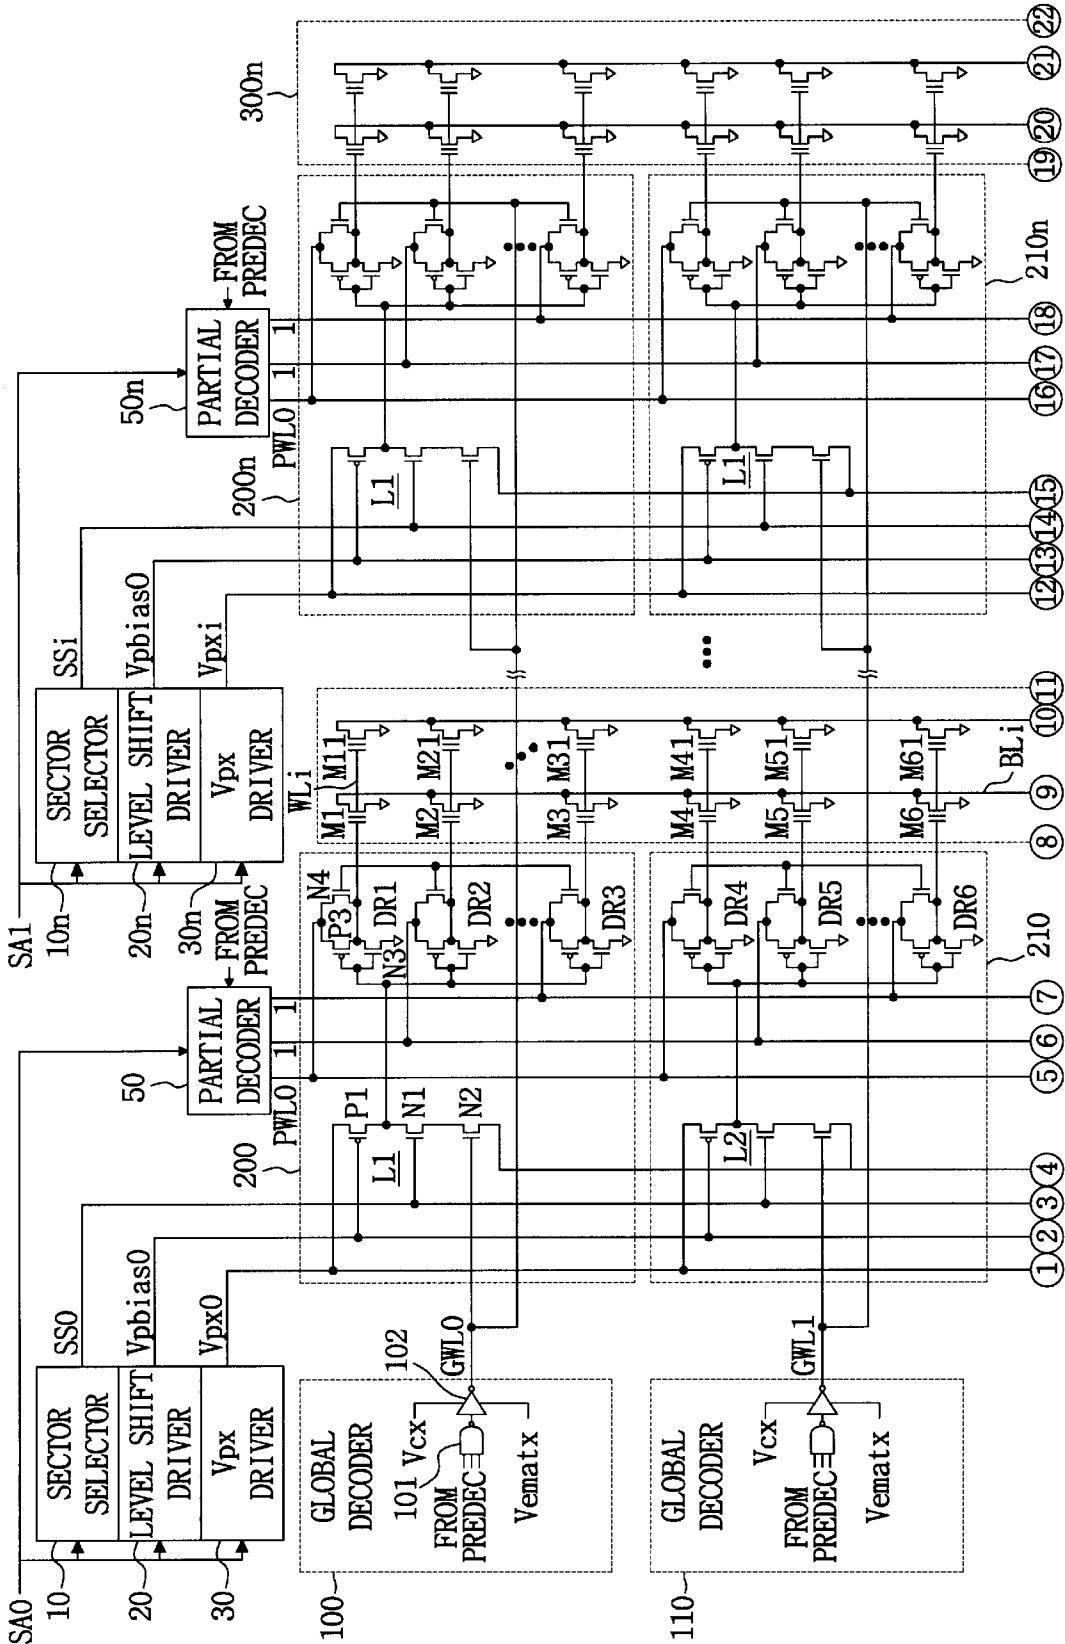 SA0
10
20
30
SECTOR
SELECTOR
LEVEL SHIFT
DRIVER
Vpx
DRIVER
SS0
Vpbias0
Vpx0
50
PARTIAL
DECODER
FROM
PREDEC
PWL0
1
1
SA1
10n
20n
30n
SECTOR
SELECTOR
LEVEL SHIFT
DRIVER
Vpx
DRIVER
SSi
Vpbias0
Vpxi
50n
PARTIAL
DECODER
FROM
PREDEC
PWL0
1
1
100
GLOBAL
DECODER
101
102
Vcx
FROM
PREDEC
Vematx
GWL0
200
P1
L1
N1
N2
N4
P3
N3
DR1
DR2
DR3
WLi
M1
M11
M2
M21
M3
M31
200n
L1
300n
110
GLOBAL
DECODER
Vcx
FROM
PREDEC
Vematx
GWL1
L2
DR4
DR5
DR6
210
M4
M41
M5
M51
M6
M61
BLi
L1
210n
1
2
3
4
5
6
7
8
9
10
11
12
13
14
15
16
17
18
19
20
21
22